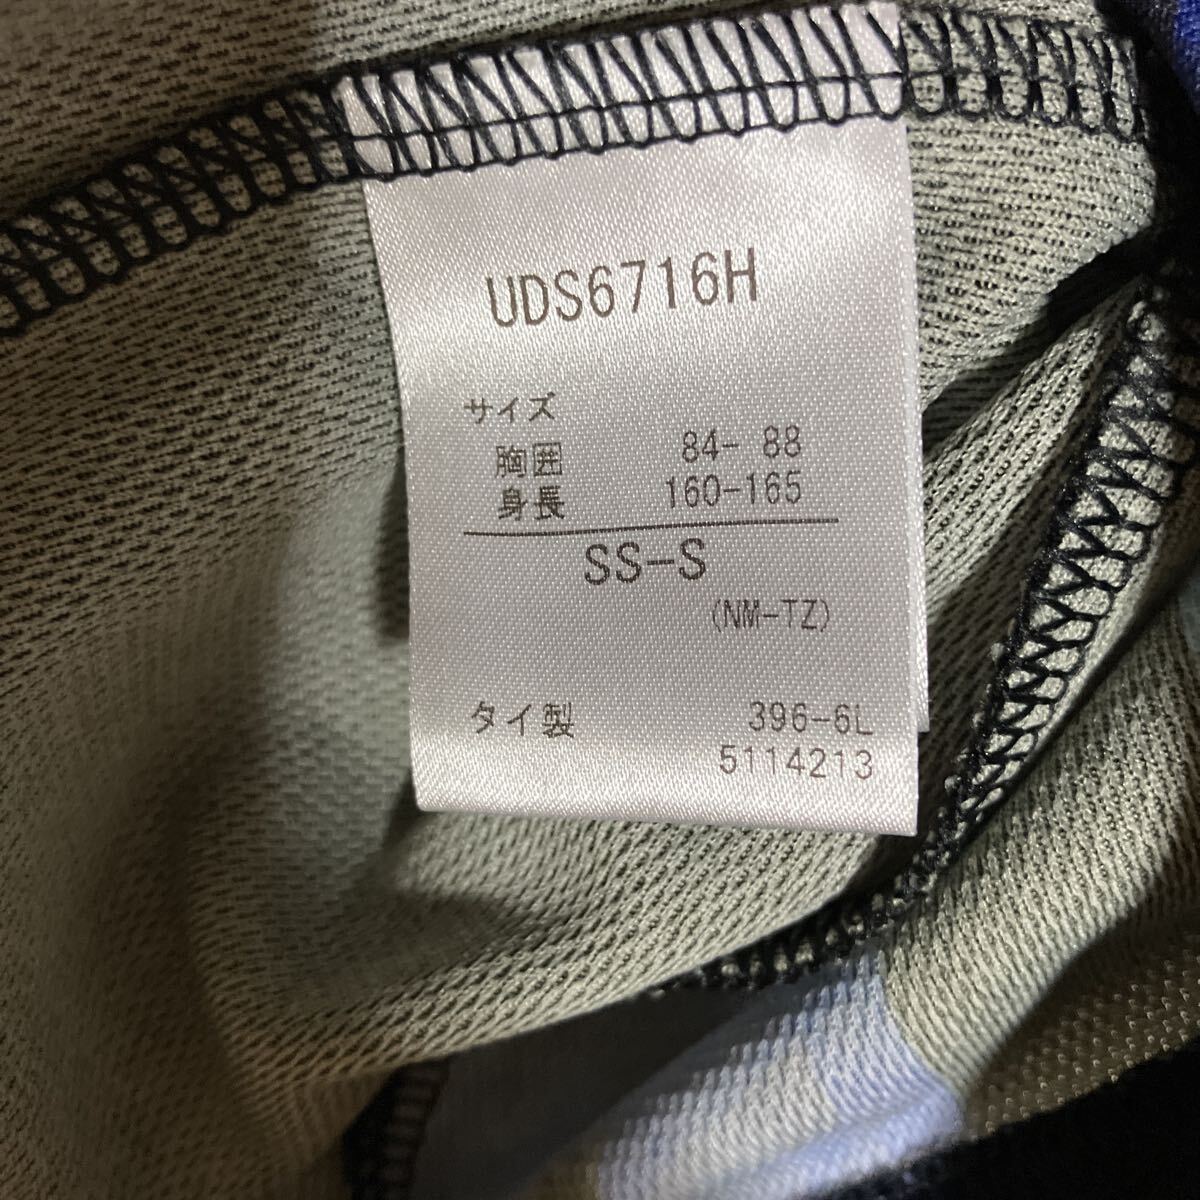 UDS6716H
サイズ
胸囲 84- 88
身長 160-165
SS-S
(NM-TZ)
タイ製 396-6L
5114213